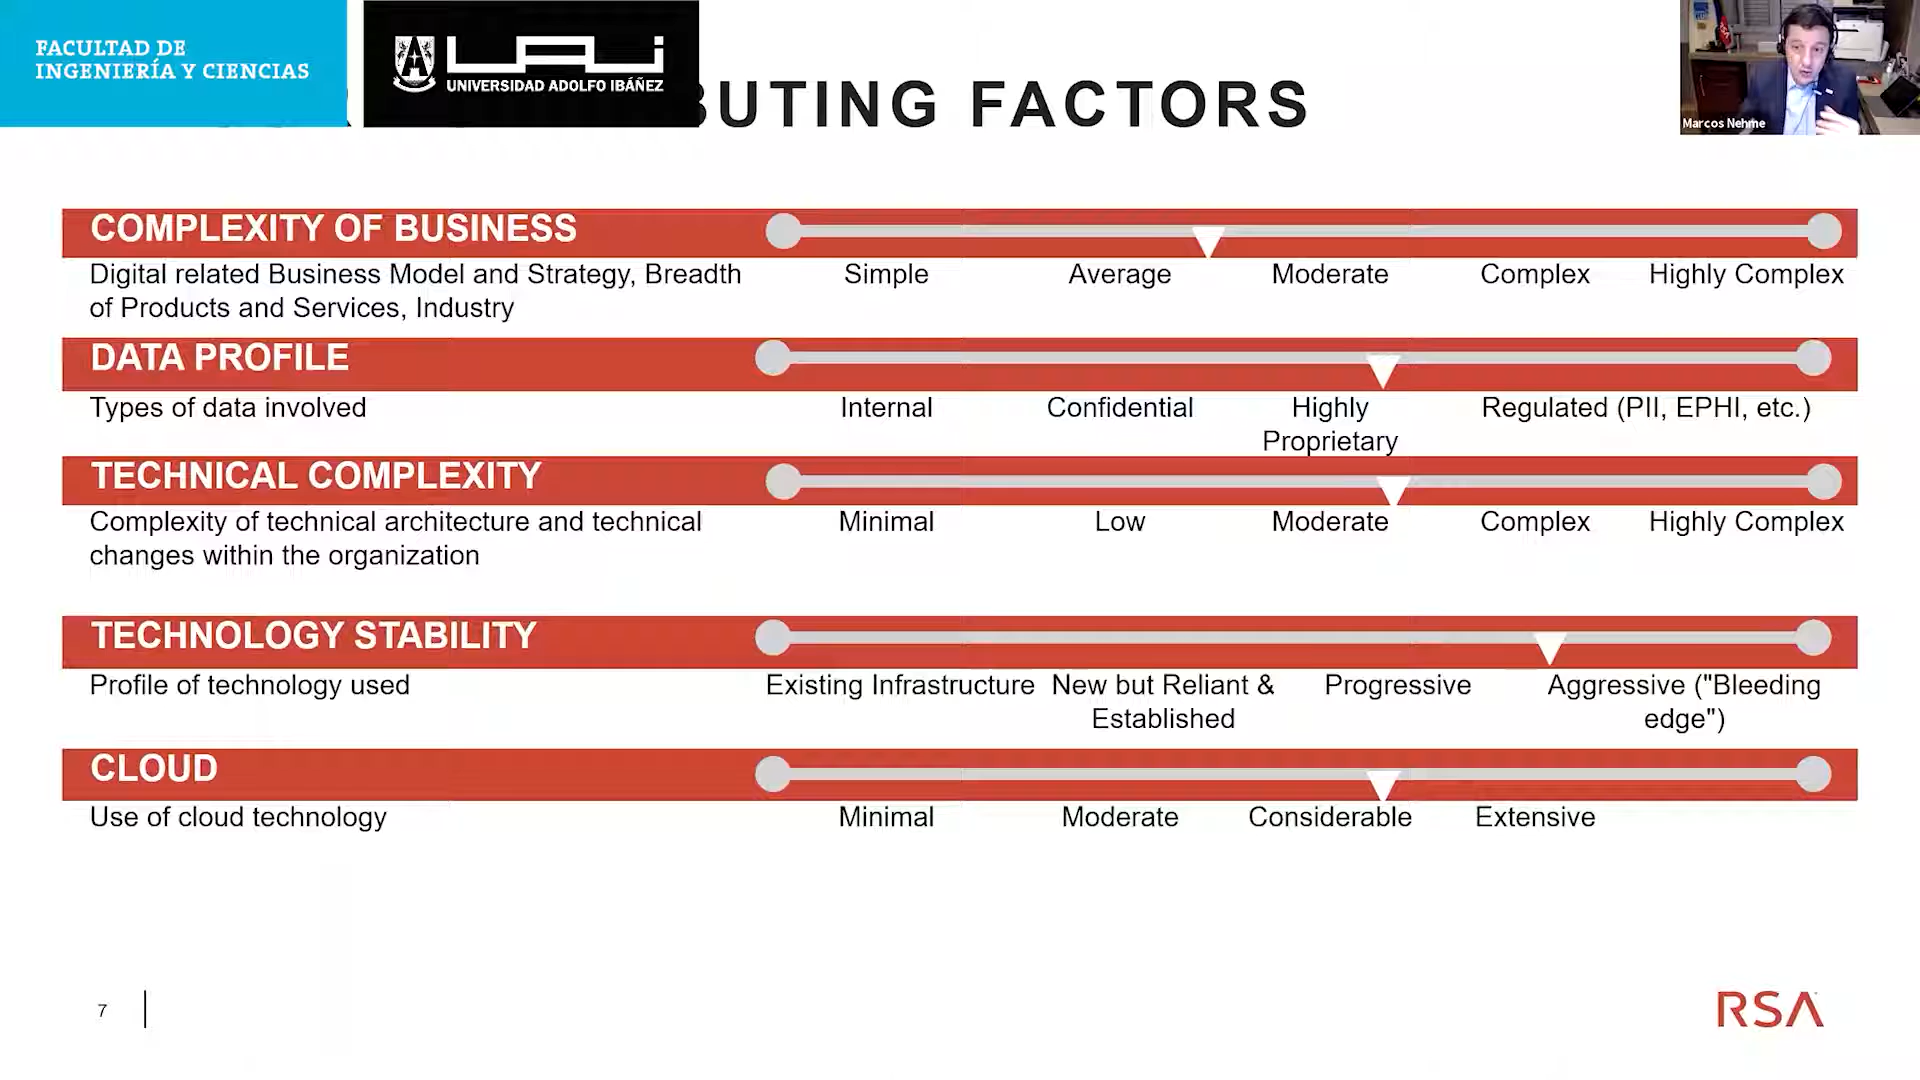 FACULTAD DE
INGENIERÍA Y CIENCIAS
UAI
UNIVERSIDAD ADOLFO IBÁÑEZ
BUTING FACTORS
Marcos Nehme
COMPLEXITY OF BUSINESS
Digital related Business Model and Strategy, Breadth
of Products and Services, Industry
Simple Average Moderate Complex Highly Complex
DATA PROFILE
Types of data involved
Internal Confidential Highly Proprietary Regulated (PII, EPHI, etc.)
TECHNICAL COMPLEXITY
Complexity of technical architecture and technical
changes within the organization
Minimal Low Moderate Complex Highly Complex
TECHNOLOGY STABILITY
Profile of technology used
Existing Infrastructure New but Reliant & Established Progressive Aggressive ("Bleeding edge")
CLOUD
Use of cloud technology
Minimal Moderate Considerable Extensive
7
RSA